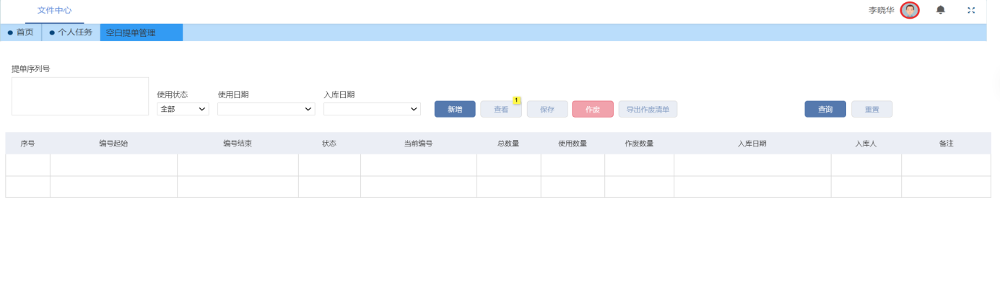 文件中心
李晓华
首页 个人任务 空白提单管理
提单序列号
使用状态 使用日期 入库日期
全部 新增 查看 1 保存 作废 导出作废清单 查询 重置
序号 编号起始 编号结束 状态 当前编号 总数量 使用数量 作废数量 入库日期 入库人 备注